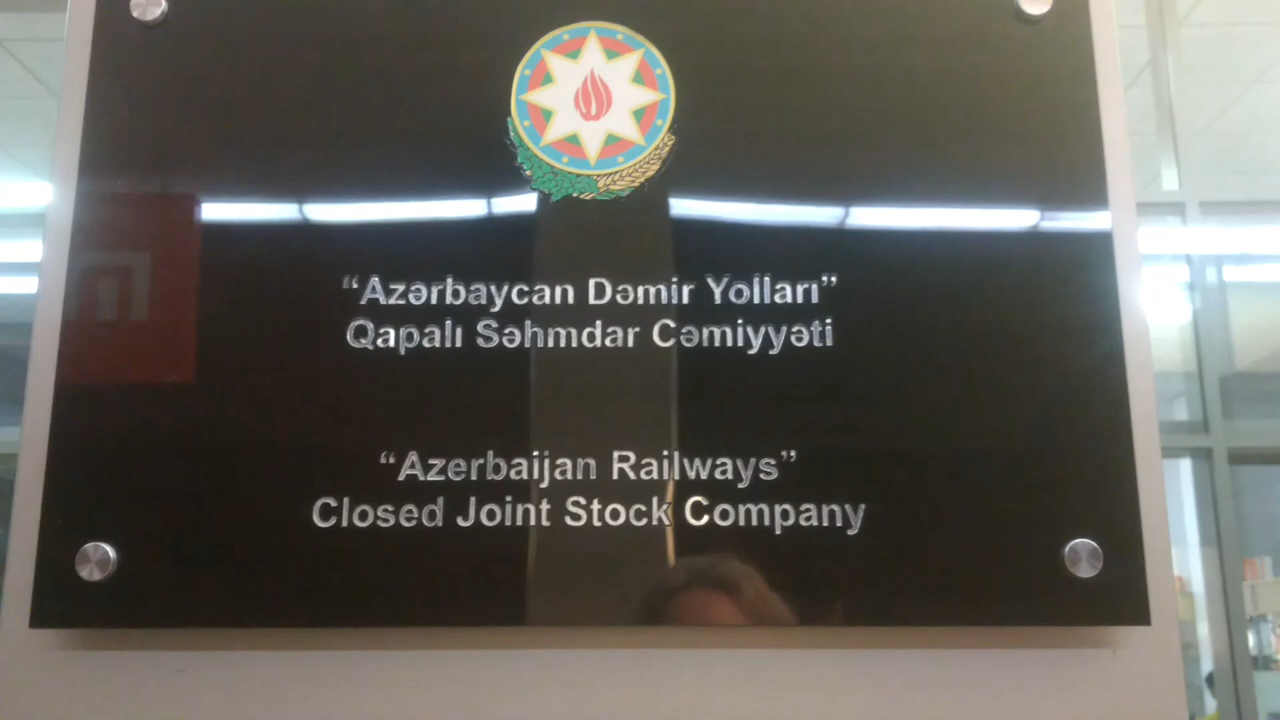 “Azərbaycan Dəmir Yolları”
Qapalı Səhmdar Cəmiyyəti
“Azerbaijan Railways”
Closed Joint Stock Company